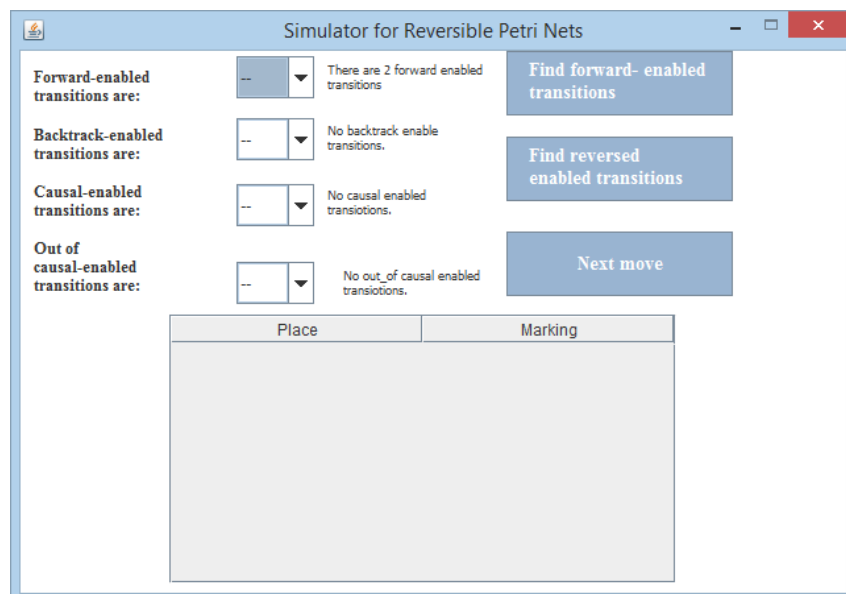 Simulator for Reversible Petri Nets
Forward-enabled
transitions are:
--
There are 2 forward enabled
transitions
Find forward- enabled
transitions
Backtrack-enabled
transitions are:
--
No backtrack enable
transitions.
Find reversed
enabled transitions
Causal-enabled
transitions are:
--
No causal enabled
transiotions.
Out of
causal-enabled
transitions are:
--
No out_of causal enabled
transiotions.
Next move
Place Marking